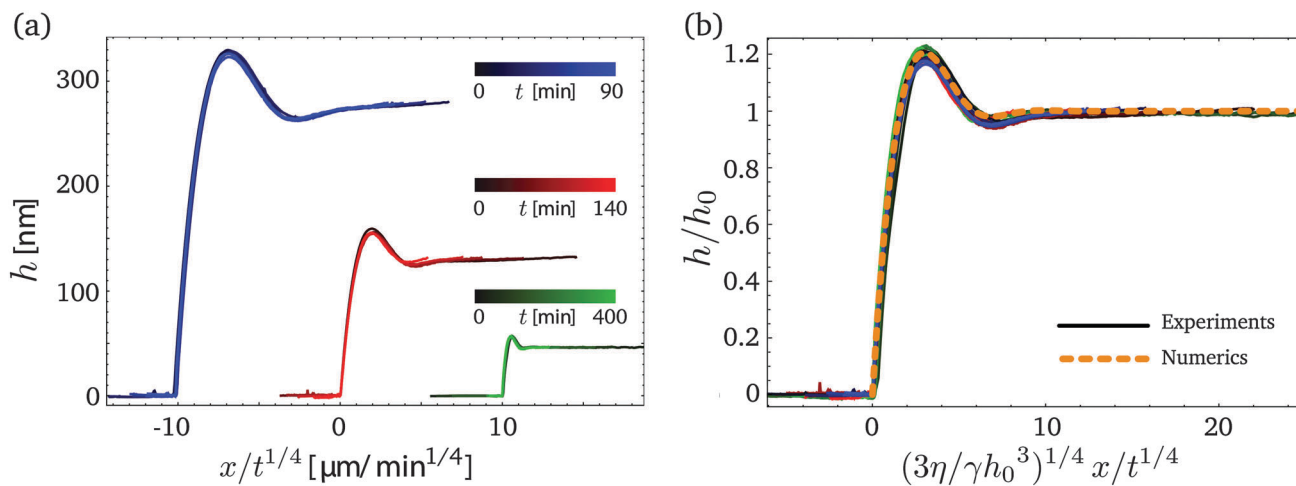 (a)
300
200
100
0
h [nm]
0 t [min] 90
0 t [min] 140
0 t [min] 400
-10 0 10
x/t^{1/4} [μm/min^{1/4}]
(b)
1.2
1
0.8
0.6
0.4
0.2
0
h/h_0
Experiments
Numerics
0 10 20
(3η/γh_0^3)^{1/4} x/t^{1/4}